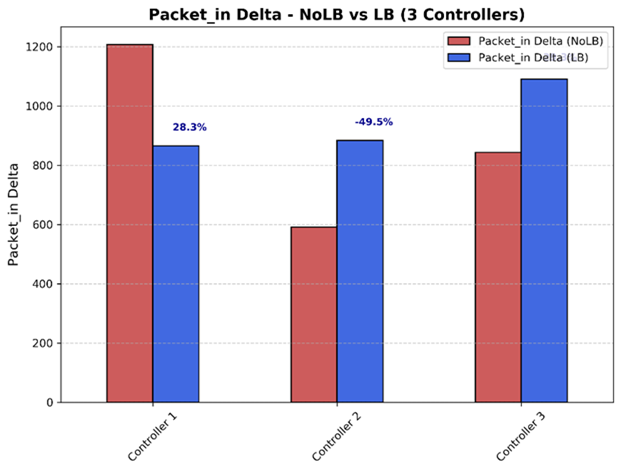 Packet_in Delta - NoLB vs LB (3 Controllers)
Packet_in Delta (NoLB)
Packet_in Delta (LB)
1200
1000
800
600
400
200
0
Packet_in Delta
28.3%
-49.5%
Controller 1
Controller 2
Controller 3